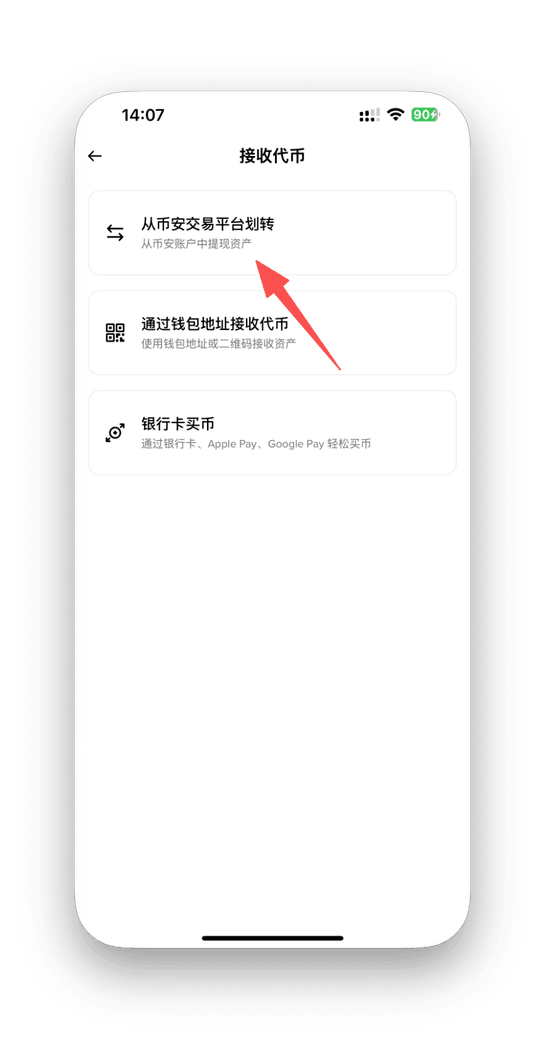 14:07
90
接收代币
从币安交易平台划转
从币安账户中提现资产
通过钱包地址接收代币
使用钱包地址或二维码接收资产
银行卡买币
通过银行卡、Apple Pay、Google Pay 轻松买币